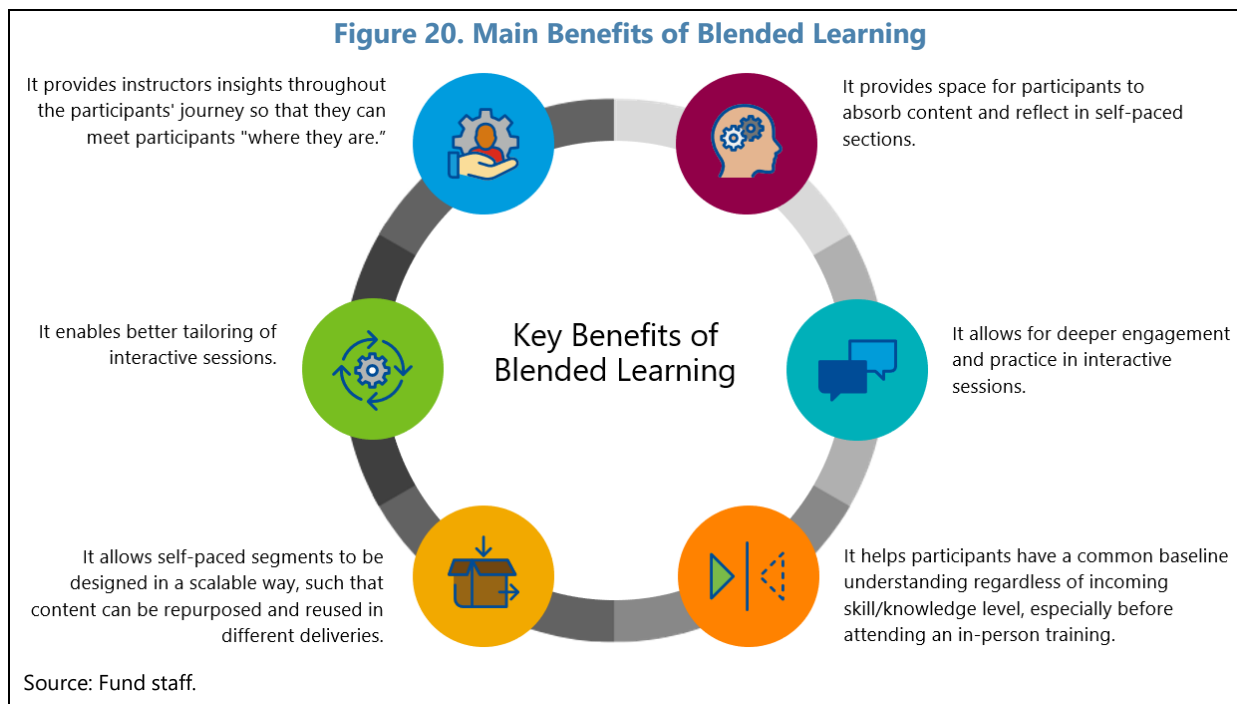 Figure 20. Main Benefits of Blended Learning
It provides instructors insights throughout
the participants' journey so that they can
meet participants "where they are.”
It provides space for participants to
absorb content and reflect in self-paced
sections.
It enables better tailoring of
interactive sessions.
Key Benefits of
Blended Learning
It allows for deeper engagement
and practice in interactive
sessions.
It allows self-paced segments to be
designed in a scalable way, such that
content can be repurposed and reused in
different deliveries.
It helps participants have a common baseline
understanding regardless of incoming
skill/knowledge level, especially before
attending an in-person training.
Source: Fund staff.